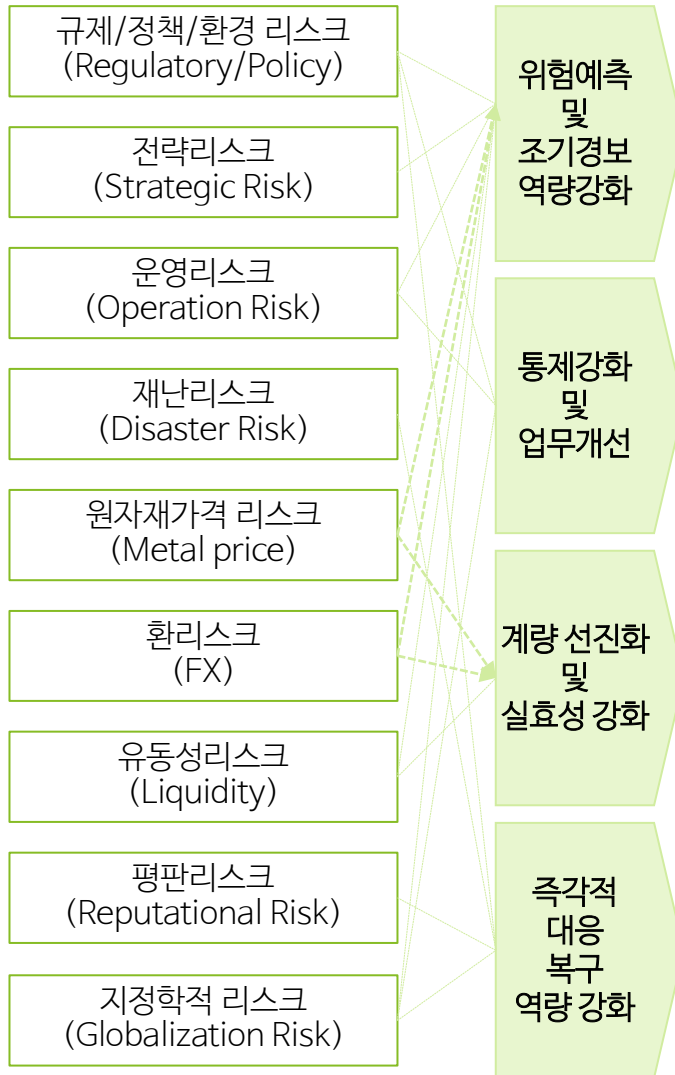 규제/정책/환경 리스크
(Regulatory/Policy)
전략리스크
(Strategic Risk)
운영리스크
(Operation Risk)
재난리스크
(Disaster Risk)
원자재가격 리스크
(Metal price)
환리스크
(FX)
유동성리스크
(Liquidity)
평판리스크
(Reputational Risk)
지정학적 리스크
(Globalization Risk)
위험예측
및
조기경보
역량강화
통제강화
및
업무개선
계량 선진화
및
실효성 강화
즉각적
대응
복구
역량 강화